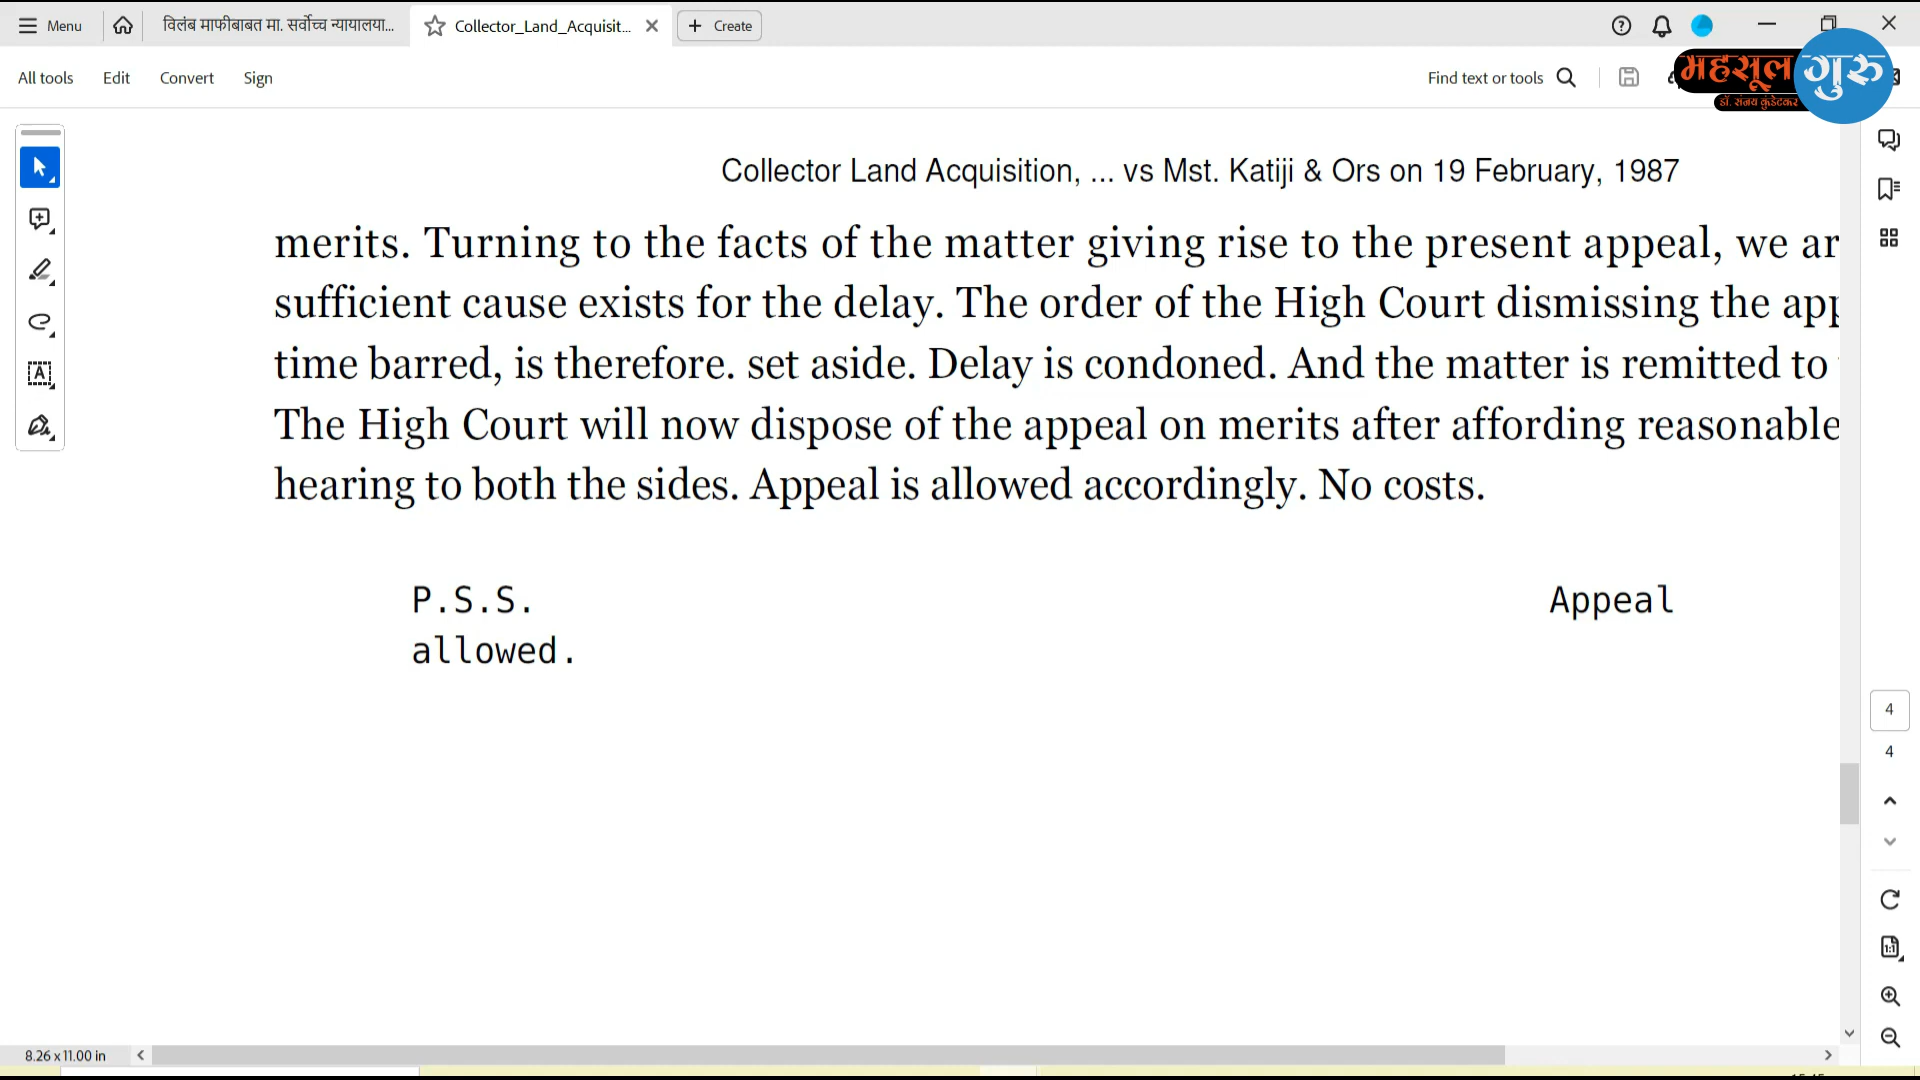 Menu
विलंब माफीबाबत मा. सर्वोच्च न्यायालया...
Collector_Land_Acquisit...
Create
All tools
Edit
Convert
Sign
Find text or tools
महसूल गुरु
डॉ. संजय कुंडेटकर
Collector Land Acquisition, ... vs Mst. Katiji & Ors on 19 February, 1987
merits. Turning to the facts of the matter giving rise to the present appeal, we ar
sufficient cause exists for the delay. The order of the High Court dismissing the app
time barred, is therefore. set aside. Delay is condoned. And the matter is remitted to
The High Court will now dispose of the appeal on merits after affording reasonable
hearing to both the sides. Appeal is allowed accordingly. No costs.
P.S.S. Appeal
allowed.
4
4
8.26 x 11.00 in